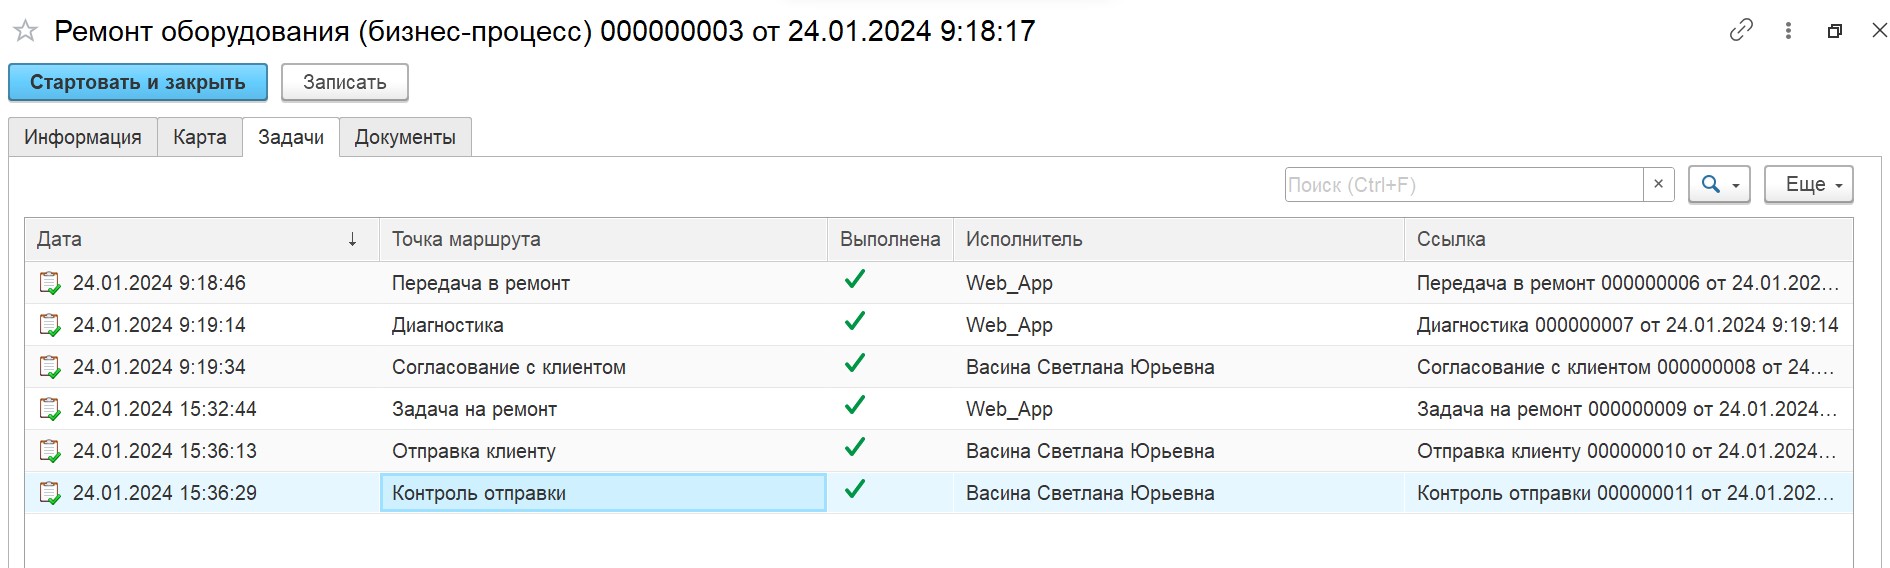 Ремонт оборудования (бизнес-процесс) 000000003 от 24.01.2024 9:18:17
Стартовать и закрыть Записать
Информация Карта Задачи Документы
Поиск (Ctrl+F) × Еще
Дата ↓ Точка маршрута Выполнена Исполнитель Ссылка
24.01.2024 9:18:46 Передача в ремонт Web_App Передача в ремонт 000000006 от 24.01.202...
24.01.2024 9:19:14 Диагностика Web_App Диагностика 000000007 от 24.01.2024 9:19:14
24.01.2024 9:19:34 Согласование с клиентом Васина Светлана Юрьевна Согласование с клиентом 000000008 от 24....
24.01.2024 15:32:44 Задача на ремонт Web_App Задача на ремонт 000000009 от 24.01.2024...
24.01.2024 15:36:13 Отправка клиенту Васина Светлана Юрьевна Отправка клиенту 000000010 от 24.01.2024...
24.01.2024 15:36:29 Контроль отправки Васина Светлана Юрьевна Контроль отправки 000000011 от 24.01.202...